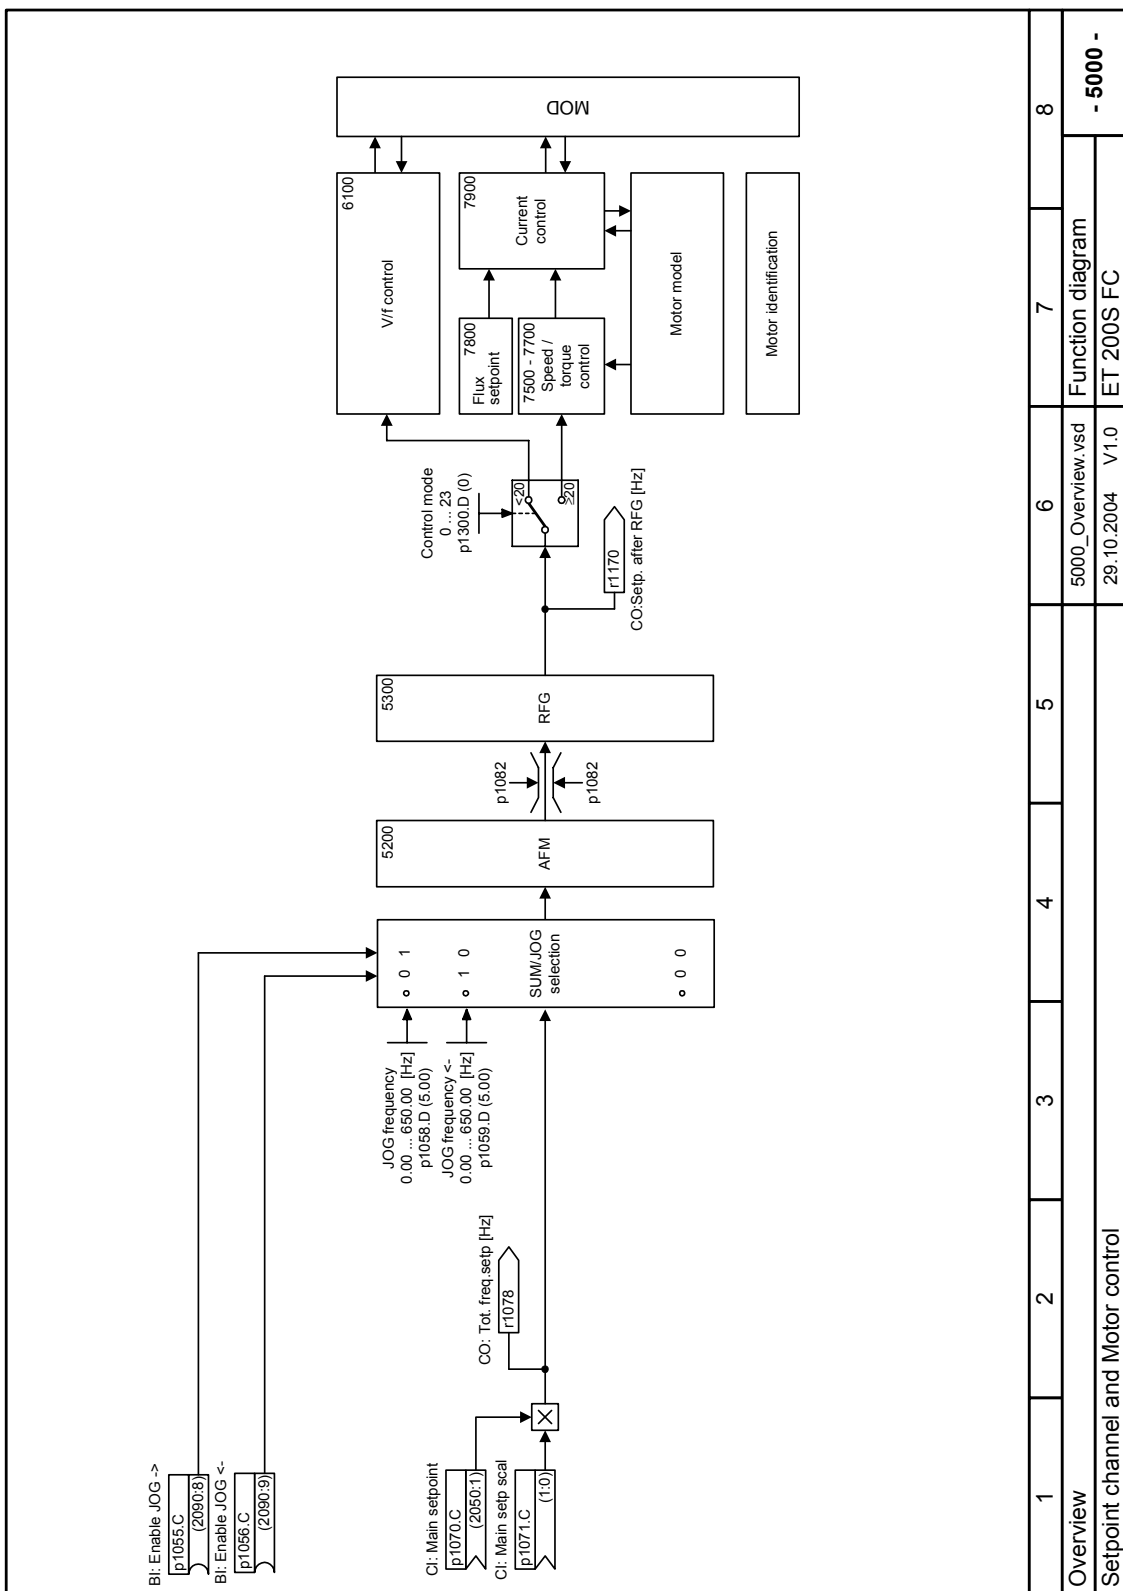 BI: Enable JOG ->
p1055.C
(2090:8)
BI: Enable JOG <-
p1056.C
(2090:9)
CI: Main setpoint
p1070.C
(2050:1)
CI: Main setp scal
p1071.C
(1:0)
CO: Tot. freq.setp [Hz]
r1078
JOG frequency
0.00 ... 650.00 [Hz]
p1058.D (5.00)
JOG frequency <-
0.00 ... 650.00 [Hz]
p1059.D (5.00)
0 1
1 0
SUM/JOG
selection
0 0
5200
AFM
p1082
p1082
5300
RFG
r1170
CO:Setp. after RFG [Hz]
Control mode
0 ... 23
p1300.D (0)
<20
≥20
6100
V/f control
7800
Flux
setpoint
7500 - 7700
Speed /
torque
control
7900
Current
control
Motor model
Motor identification
MOD
1 2 3 4 5 6 7 8
Overview 5000_Overview.vsd Function diagram - 5000 -
Setpoint channel and Motor control 29.10.2004 V1.0 ET 200S FC